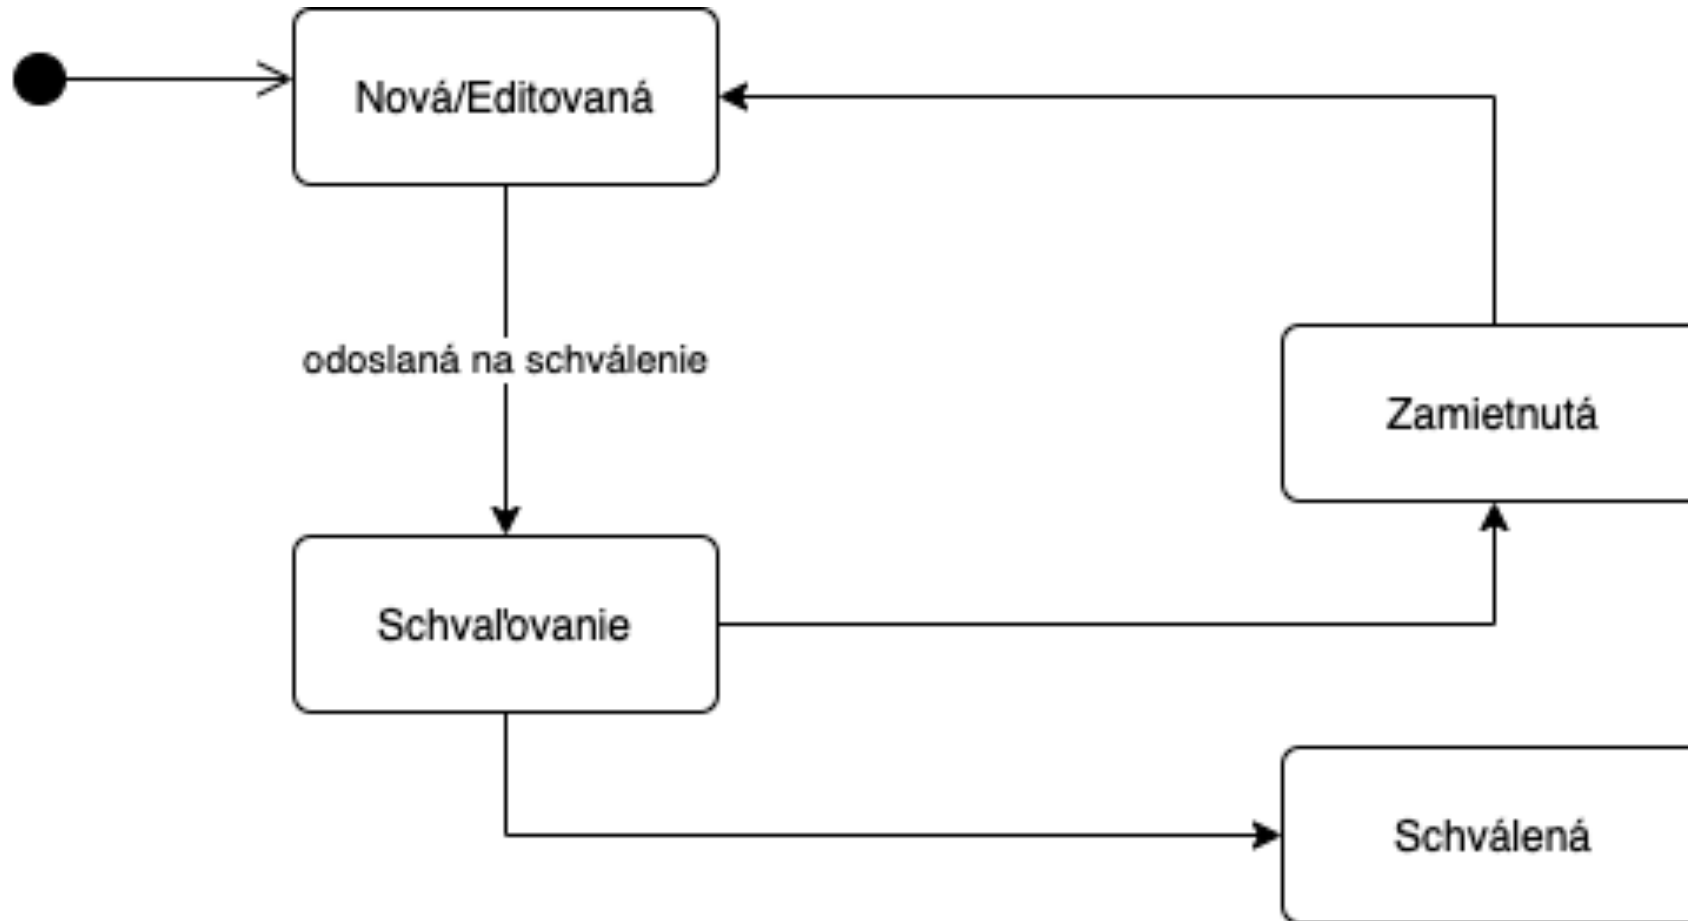 Nová/Editovaná
odoslaná na schválenie
Zamietnutá
Schvaľovanie
Schválená